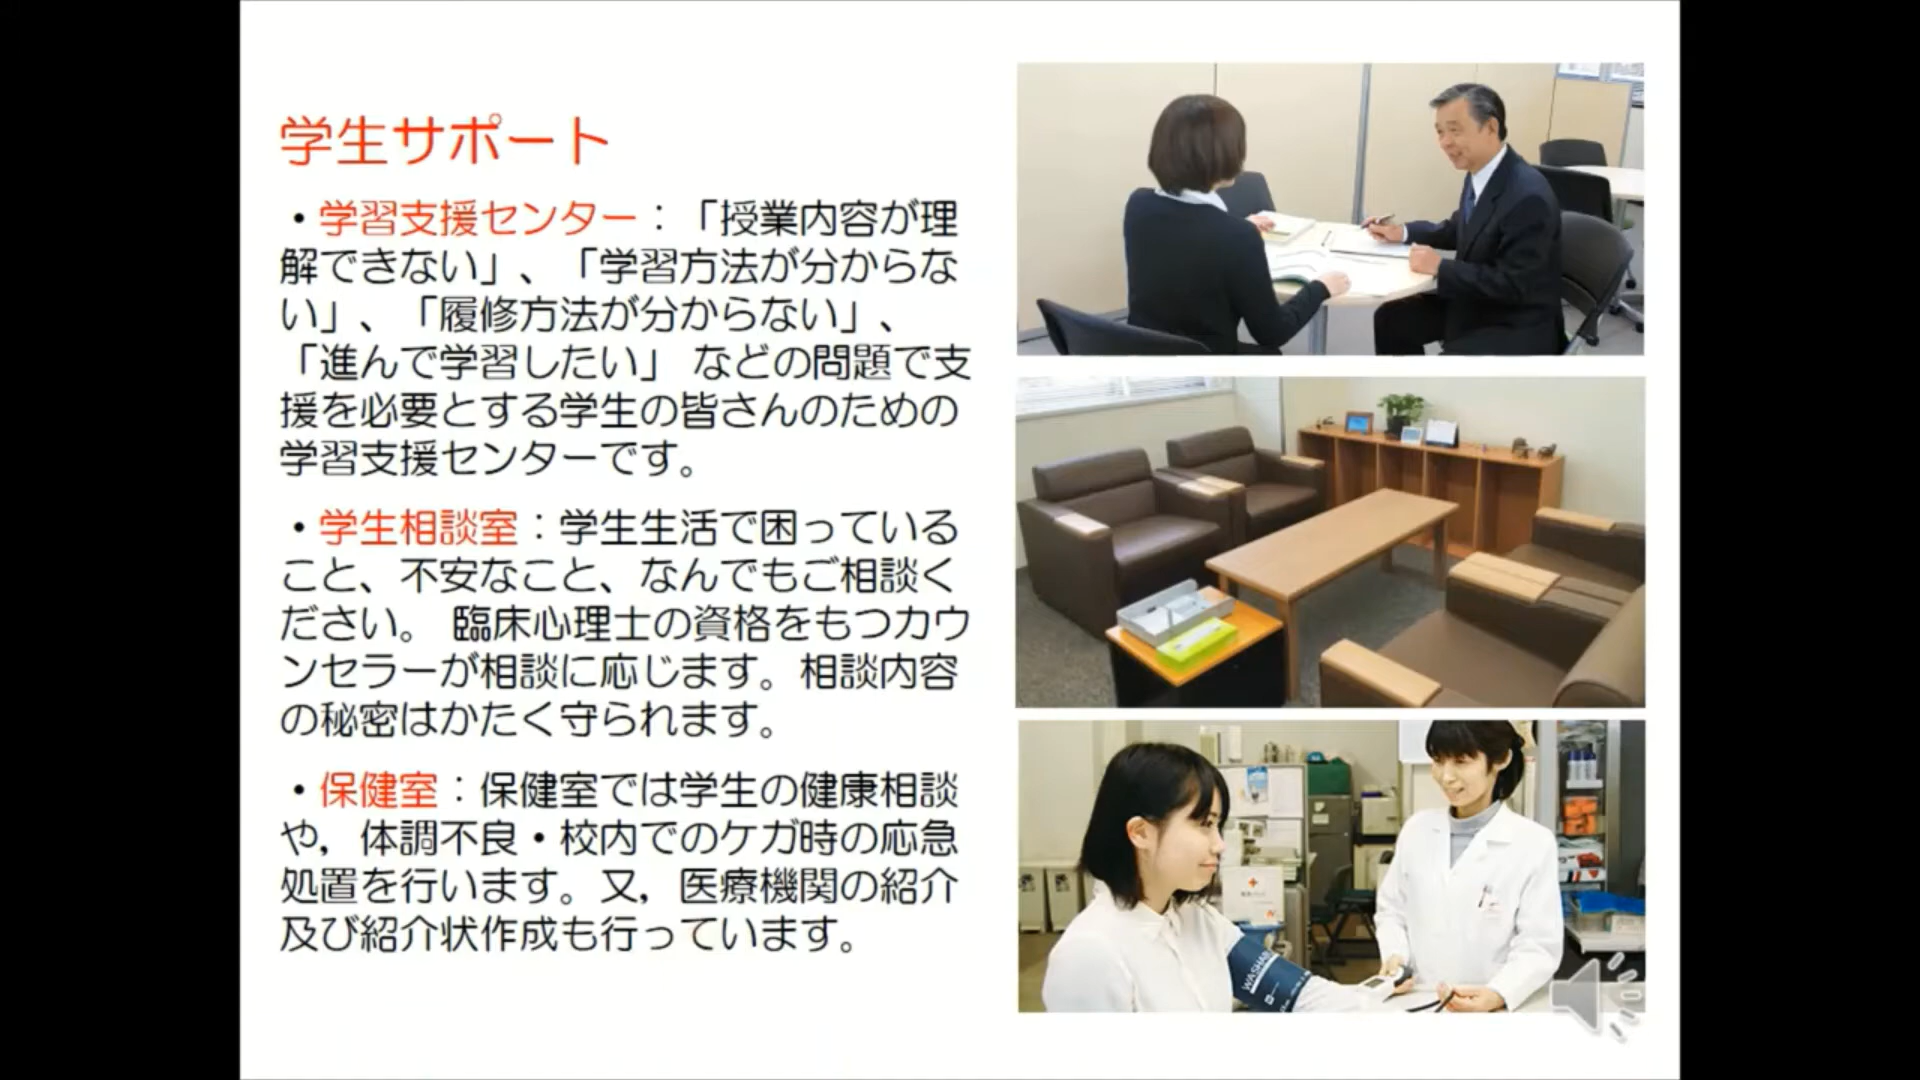 学生サポート
・学習支援センター：「授業内容が理
解できない」、「学習方法が分からな
い」、「履修方法が分からない」、
「進んで学習したい」 などの問題で支
援を必要とする学生の皆さんのための
学習支援センターです。
・学生相談室：学生生活で困っている
こと、不安なこと、なんでもご相談く
ださい。 臨床心理士の資格をもつカウ
ンセラーが相談に応じます。相談内容
の秘密はかたく守られます。
・保健室：保健室では学生の健康相談
や，体調不良・校内でのケガ時の応急
処置を行います。又，医療機関の紹介
及び紹介状作成も行っています。